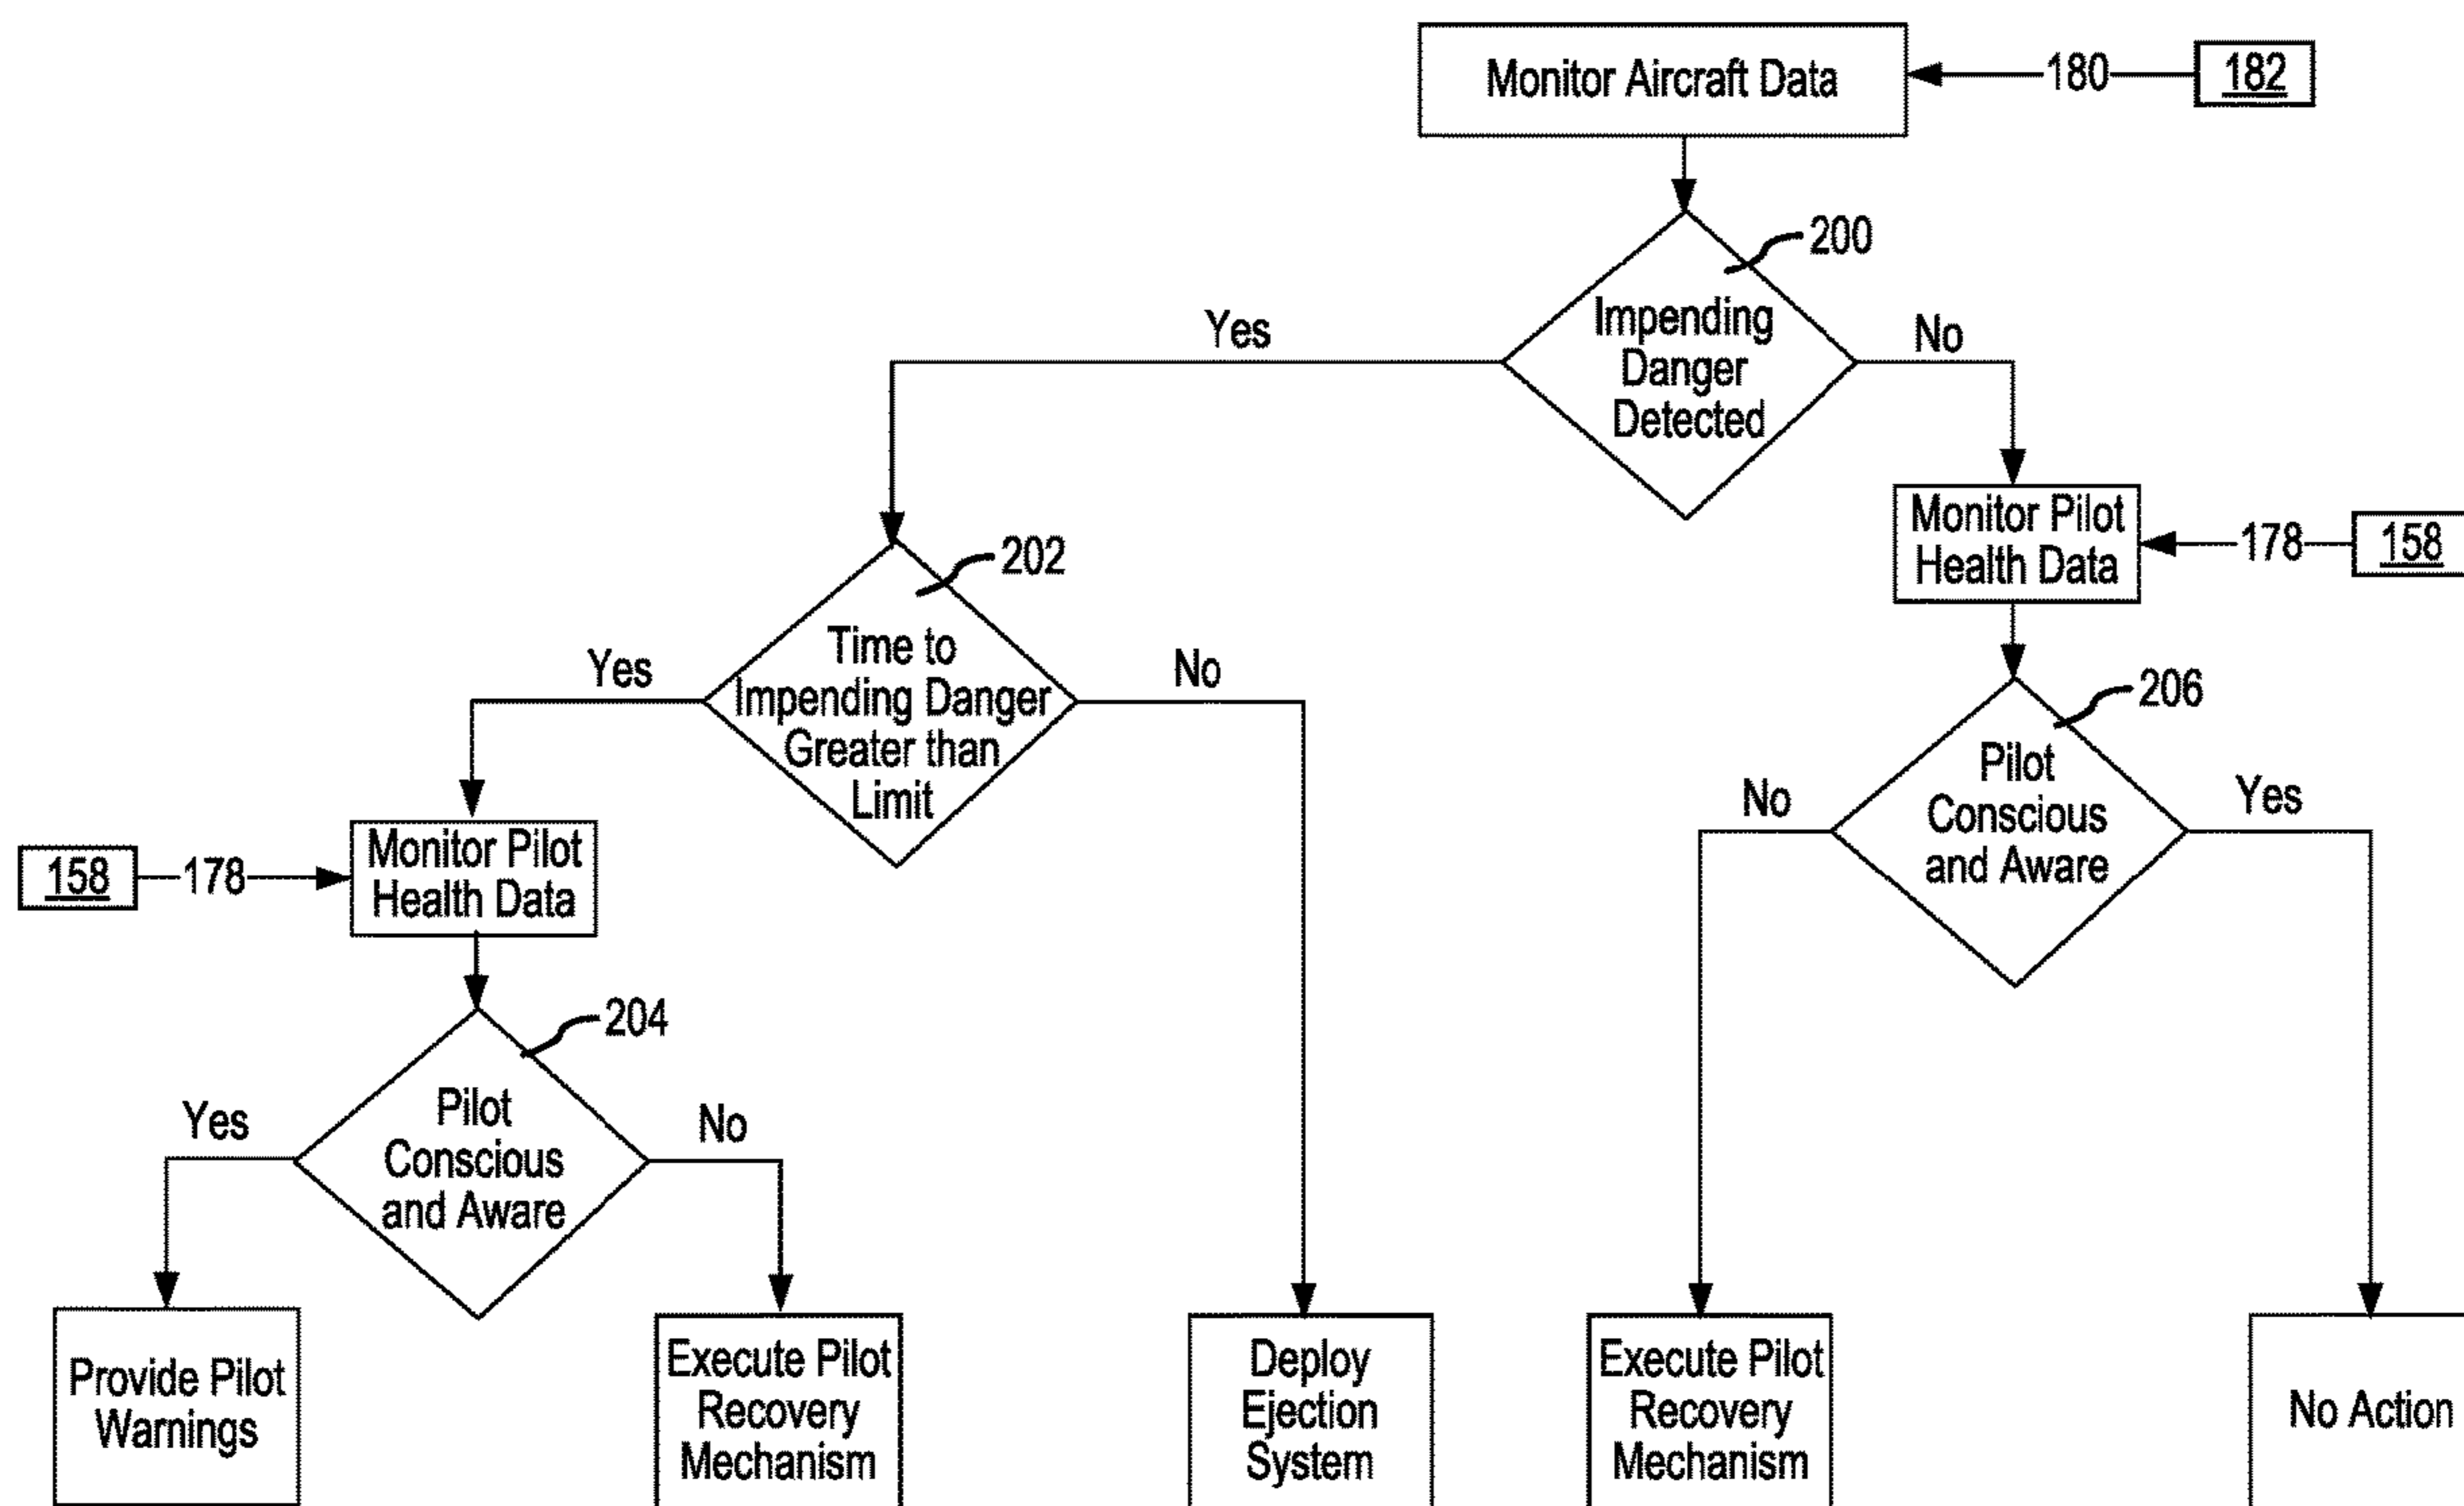 Monitor Aircraft Data
180
182
200
Impending
Danger
Detected
Yes
No
Monitor Pilot
Health Data
178
158
202
Time to
Impending Danger
Greater than
Limit
Yes
No
206
Pilot
Conscious
and Aware
No
Yes
158
178
Monitor Pilot
Health Data
204
Pilot
Conscious
and Aware
Yes
No
Provide Pilot
Warnings
Execute Pilot
Recovery
Mechanism
Deploy
Ejection
System
Execute Pilot
Recovery
Mechanism
No Action